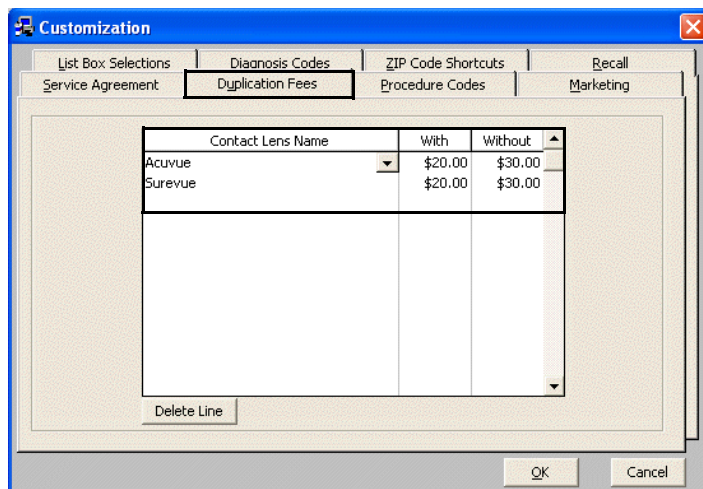 Customization
List Box Selections Diagnosis Codes ZIP Code Shortcuts Recall
Service Agreement Duplication Fees Procedure Codes Marketing
Contact Lens Name With Without
Acuvue $20.00 $30.00
Surevue $20.00 $30.00
Delete Line
OK Cancel